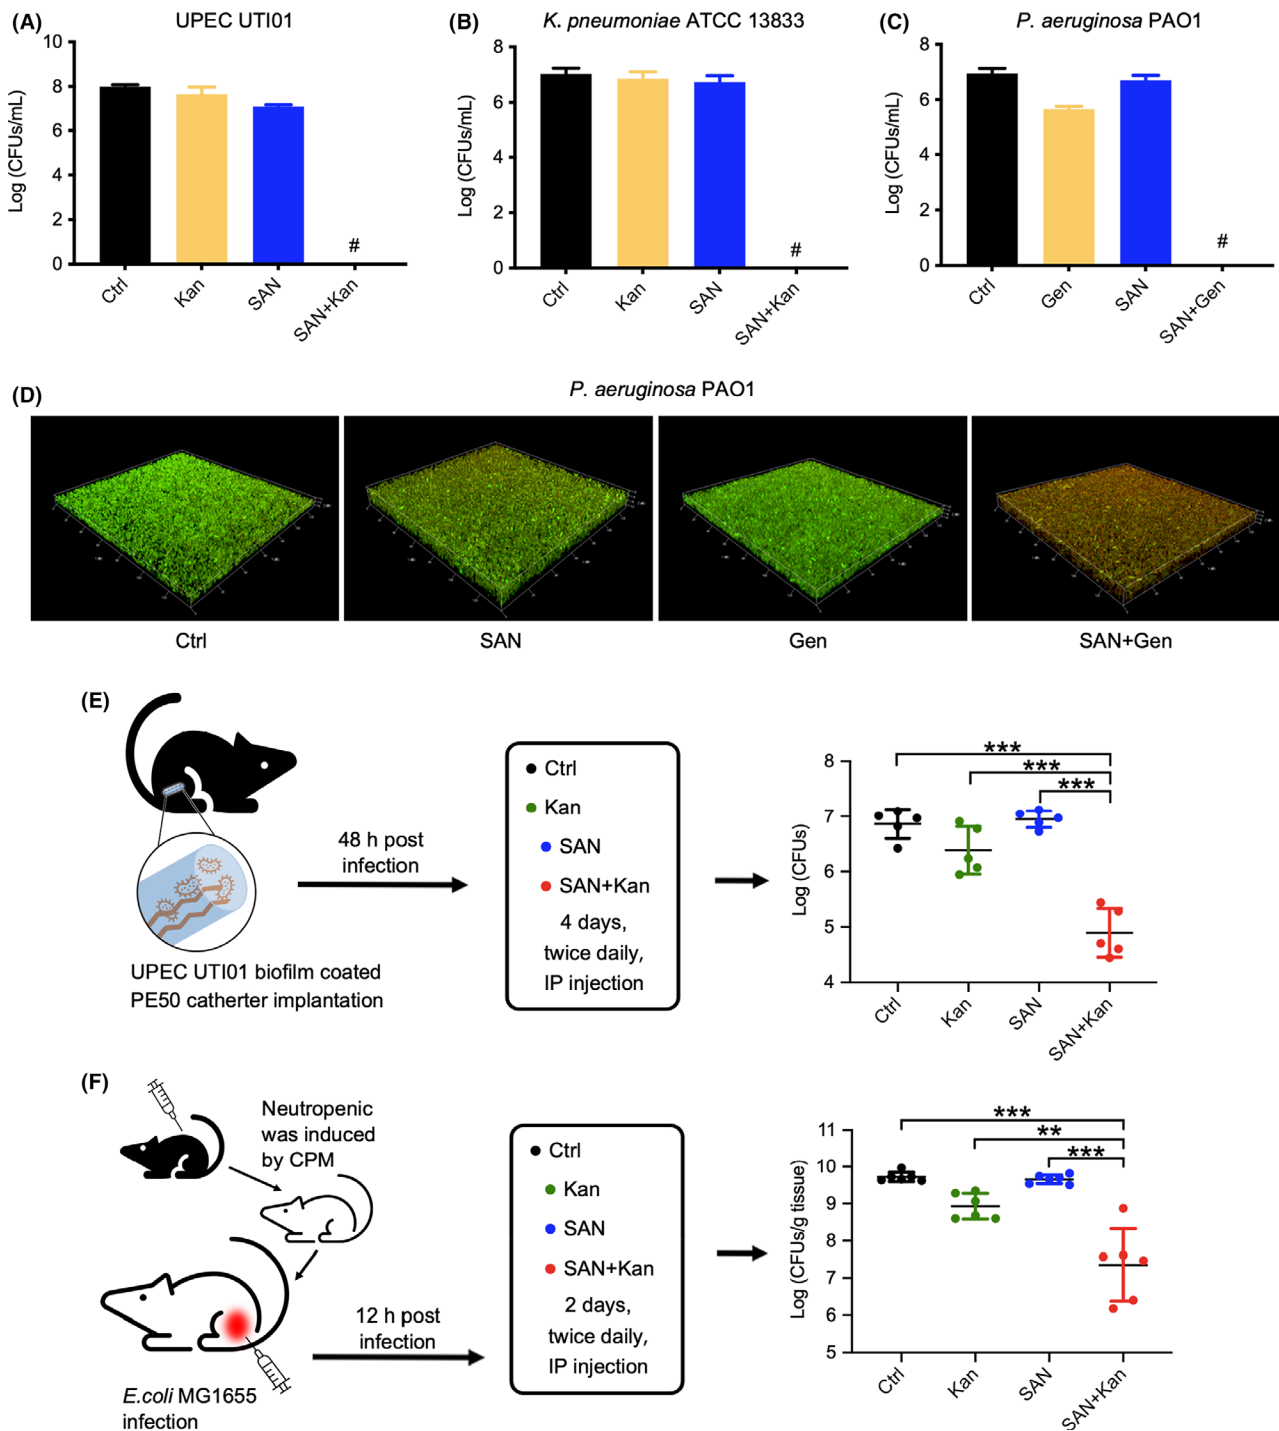 (A)
UPEC UTI01
Log (CFUs/mL)
10
8
6
4
2
0
#
Ctrl
Kan
SAN
SAN+Kan
(B)
K. pneumoniae ATCC 13833
Log (CFUs/mL)
8
6
4
2
0
#
Ctrl
Kan
SAN
SAN+Kan
(C)
P. aeruginosa PAO1
Log (CFUs/mL)
8
6
4
2
0
#
Ctrl
Gen
SAN
SAN+Gen
(D)
P. aeruginosa PAO1
Ctrl
SAN
Gen
SAN+Gen
(E)
UPEC UTI01 biofilm coated
PE50 catherter implantation
48 h post
infection
Ctrl
Kan
SAN
SAN+Kan
4 days,
twice daily,
IP injection
Log (CFUs)
8
7
6
5
4
***
***
***
Ctrl
Kan
SAN
SAN+Kan
(F)
Neutropenic
was induced
by CPM
E.coli MG1655
infection
12 h post
infection
Ctrl
Kan
SAN
SAN+Kan
2 days,
twice daily,
IP injection
Log (CFUs/g tissue)
11
10
9
8
7
6
5
***
**
***
Ctrl
Kan
SAN
SAN+Kan